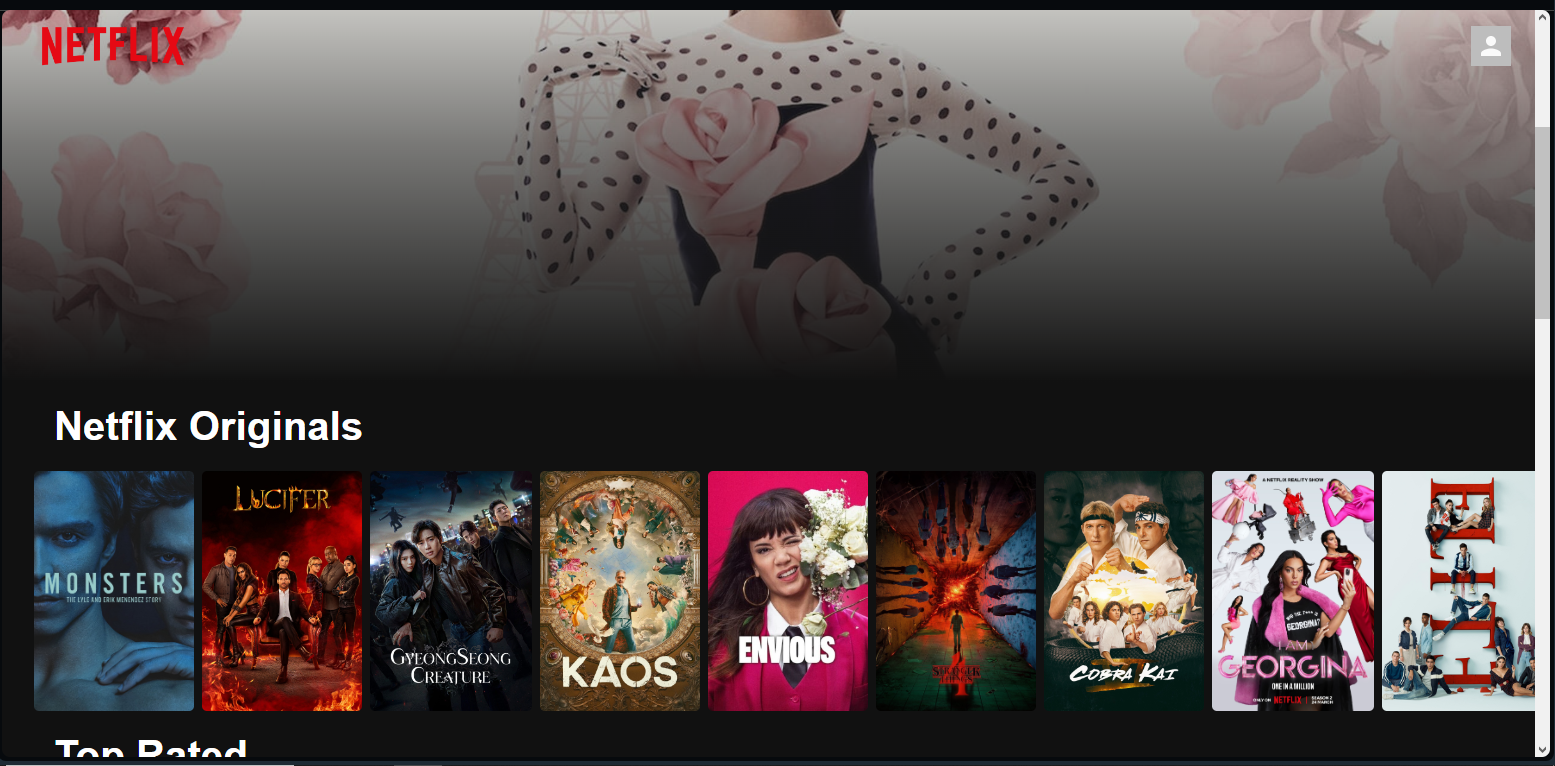 NETFLIX
Netflix Originals
MONSTERS
THE LYLE AND ERIK MENENDEZ STORY
LUCIFER
GYEONGSEONG
CREATURE
KAOS
ENVIOUS
STRANGER
THINGS
4
COBRA KAI
A NETFLIX REALITY SHOW
GEORGINA?
I AM
GEORGINA
ONE IN A MILLION
ONLY ON NETFLIX | SEASON 2
24 MARCH
ELITE
Top Rated